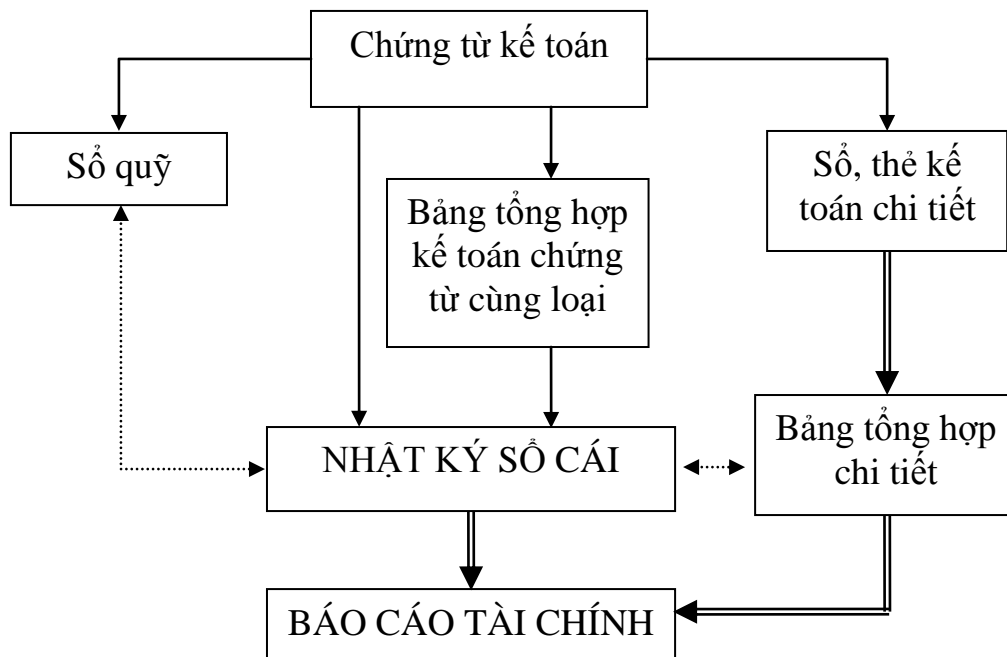 Chứng từ kế toán
Sổ quỹ
Sổ, thẻ kế
toán chi tiết
Bảng tổng hợp
kế toán chứng
từ cùng loại
Bảng tổng hợp
chi tiết
NHẬT KÝ SỔ CÁI
BÁO CÁO TÀI CHÍNH